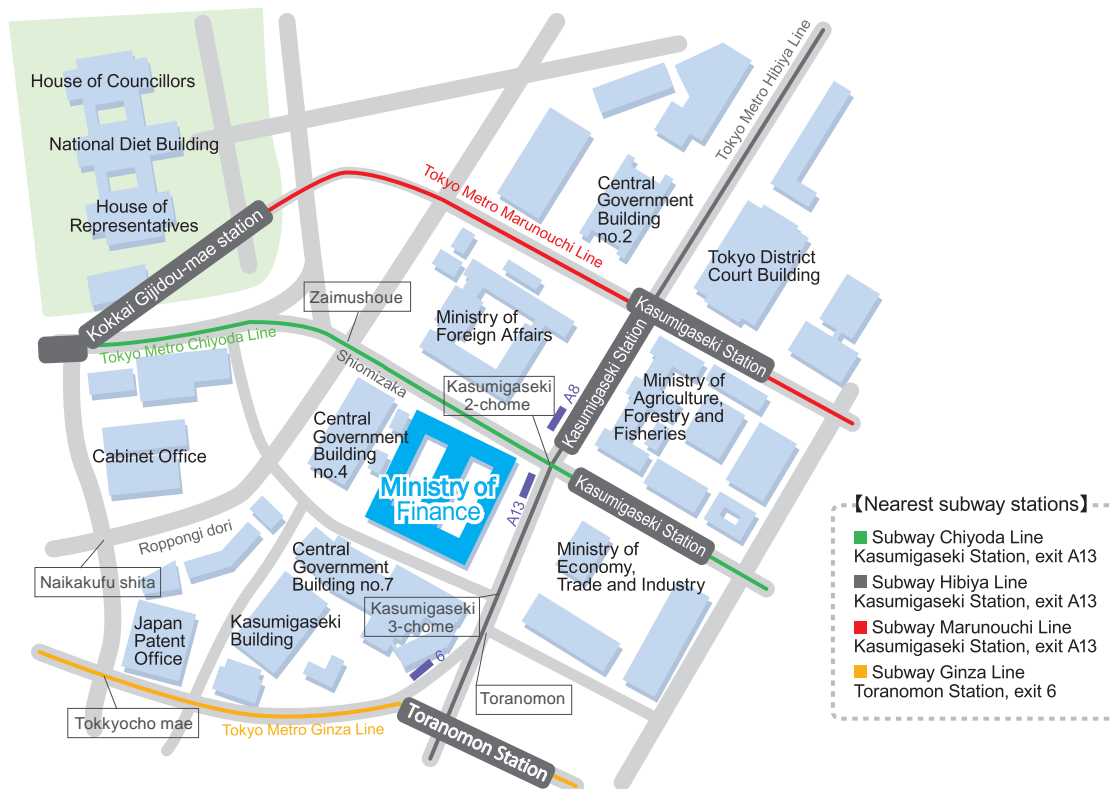 House of Councillors
National Diet Building
House of
Representatives
Kokkai Gijidou-mae station
Tokyo Metro Marunouchi Line
Tokyo Metro Hibiya Line
Central
Government
Building
no.2
Tokyo District
Court Building
Zaimushoue
Tokyo Metro Chiyoda Line
Shiomizaka
Ministry of
Foreign Affairs
Kasumigaseki
2-chome
A8
Kasumigaseki Station
Kasumigaseki Station
Ministry of
Agriculture,
Forestry and
Fisheries
Central
Government
Building
no.4
Cabinet Office
Ministry of
Finance
A13
Kasumigaseki Station
Roppongi dori
Naikakufu shita
Central
Government
Building no.7
Ministry of
Economy,
Trade and Industry
Kasumigaseki
3-chome
Japan
Patent
Office
Kasumigaseki
Building
6
Toranomon
Tokkyocho mae
Tokyo Metro Ginza Line
Toranomon Station
【Nearest subway stations】
Subway Chiyoda Line
Kasumigaseki Station, exit A13
Subway Hibiya Line
Kasumigaseki Station, exit A13
Subway Marunouchi Line
Kasumigaseki Station, exit A13
Subway Ginza Line
Toranomon Station, exit 6